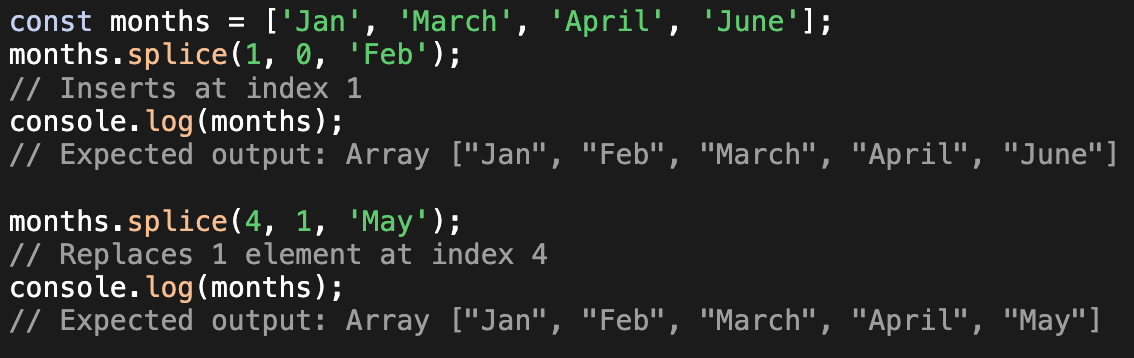 const months = ['Jan', 'March', 'April', 'June'];
months.splice(1, 0, 'Feb');
// Inserts at index 1
console.log(months);
// Expected output: Array ["Jan", "Feb", "March", "April", "June"]
months.splice(4, 1, 'May');
// Replaces 1 element at index 4
console.log(months);
// Expected output: Array ["Jan", "Feb", "March", "April", "May"]